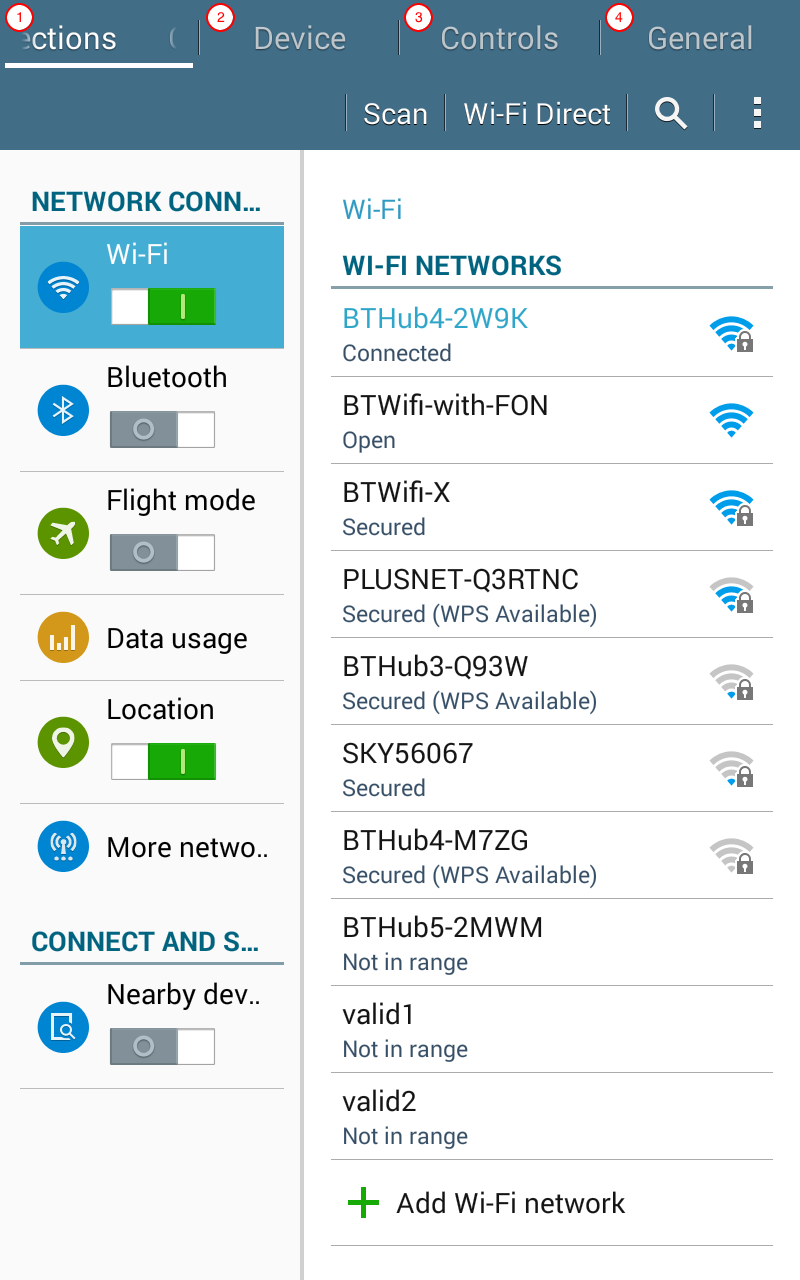 1
2
3
4
ections
Device
Controls
General
Scan
Wi-Fi Direct
NETWORK CONN...
Wi-Fi
Bluetooth
Flight mode
Data usage
Location
More netwo..
CONNECT AND S...
Nearby dev..
Wi-Fi
WI-FI NETWORKS
BTHub4-2W9K
Connected
BTWifi-with-FON
Open
BTWifi-X
Secured
PLUSNET-Q3RTNC
Secured (WPS Available)
BTHub3-Q93W
Secured (WPS Available)
SKY56067
Secured
BTHub4-M7ZG
Secured (WPS Available)
BTHub5-2MWM
Not in range
valid1
Not in range
valid2
Not in range
Add Wi-Fi network